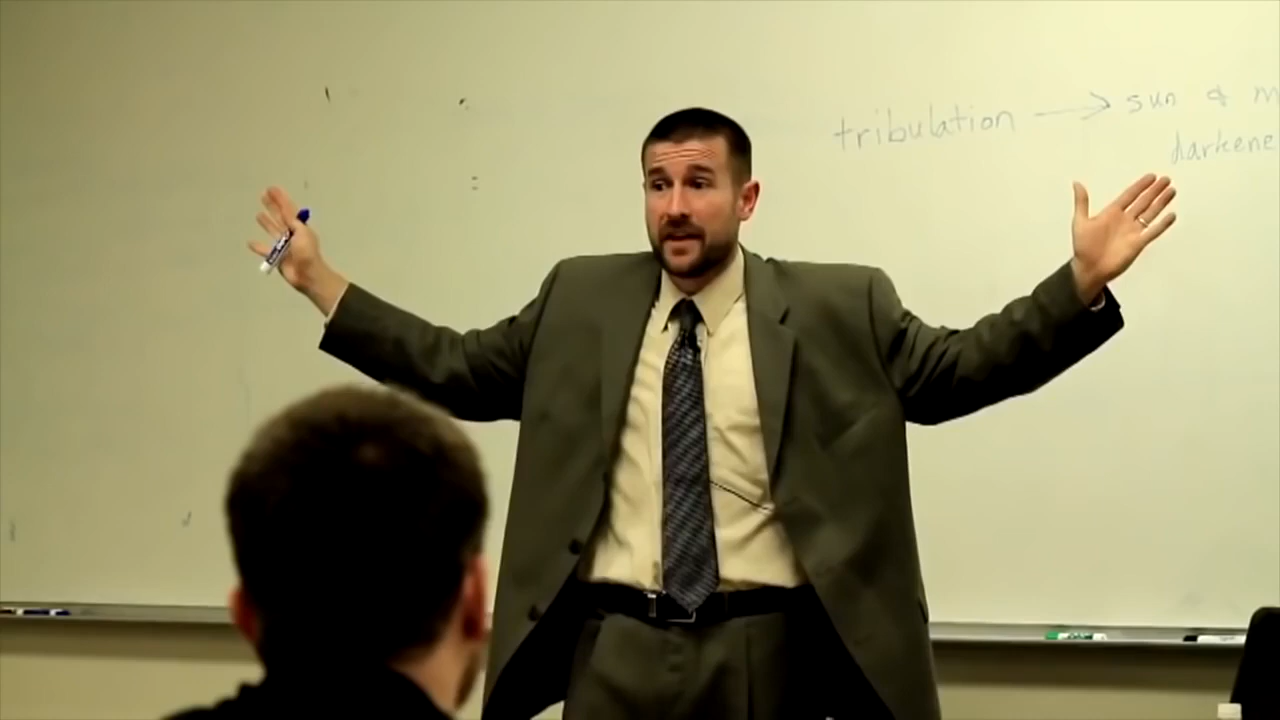 tribulation → sun & m
darkene